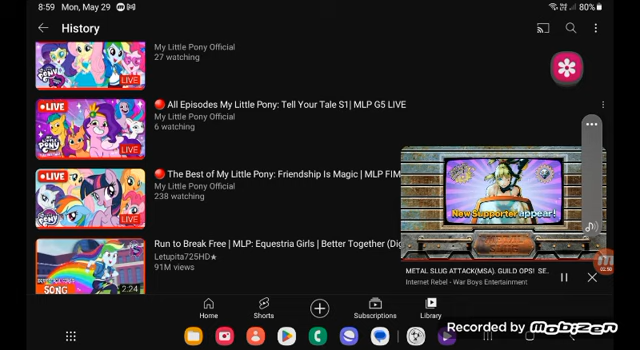 8:59 Mon, May 29
80%
History
My Little Pony Official
27 watching
LIVE
LIVE
🔴 All Episodes My Little Pony: Tell Your Tale S1| MLP G5 LIVE
My Little Pony Official
6 watching
LIVE
LIVE
🔴 The Best of My Little Pony: Friendship Is Magic | MLP FIM
My Little Pony Official
238 watching
LIVE
New Supporter appear!
Run to Break Free | MLP: Equestria Girls | Better Together (Dig
Letupita725HD★
91M views
SONG
2:24
METAL SLUG ATTACK(MSA). GUILD OPS! SE..
Internet Rebel - War Boys Entertainment
Home
Shorts
Subscriptions
Library
Recorded by mobizen